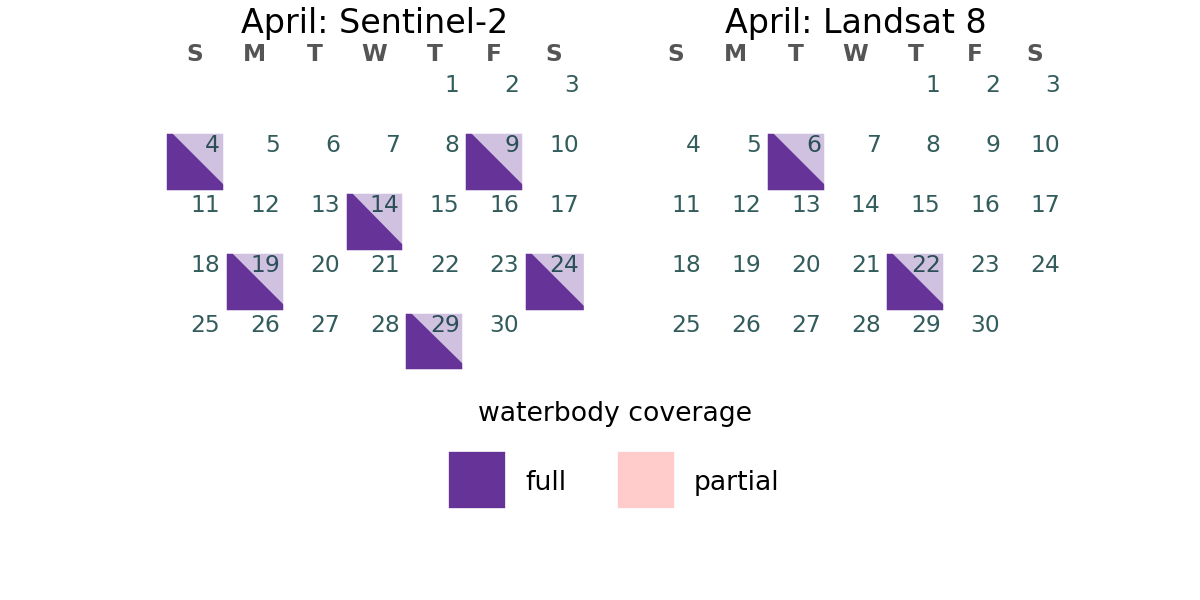 April: Sentinel-2
S M T W T F S
1 2 3
4 5 6 7 8 9 10
11 12 13 14 15 16 17
18 19 20 21 22 23 24
25 26 27 28 29 30
April: Landsat 8
S M T W T F S
1 2 3
4 5 6 7 8 9 10
11 12 13 14 15 16 17
18 19 20 21 22 23 24
25 26 27 28 29 30
waterbody coverage
full
partial